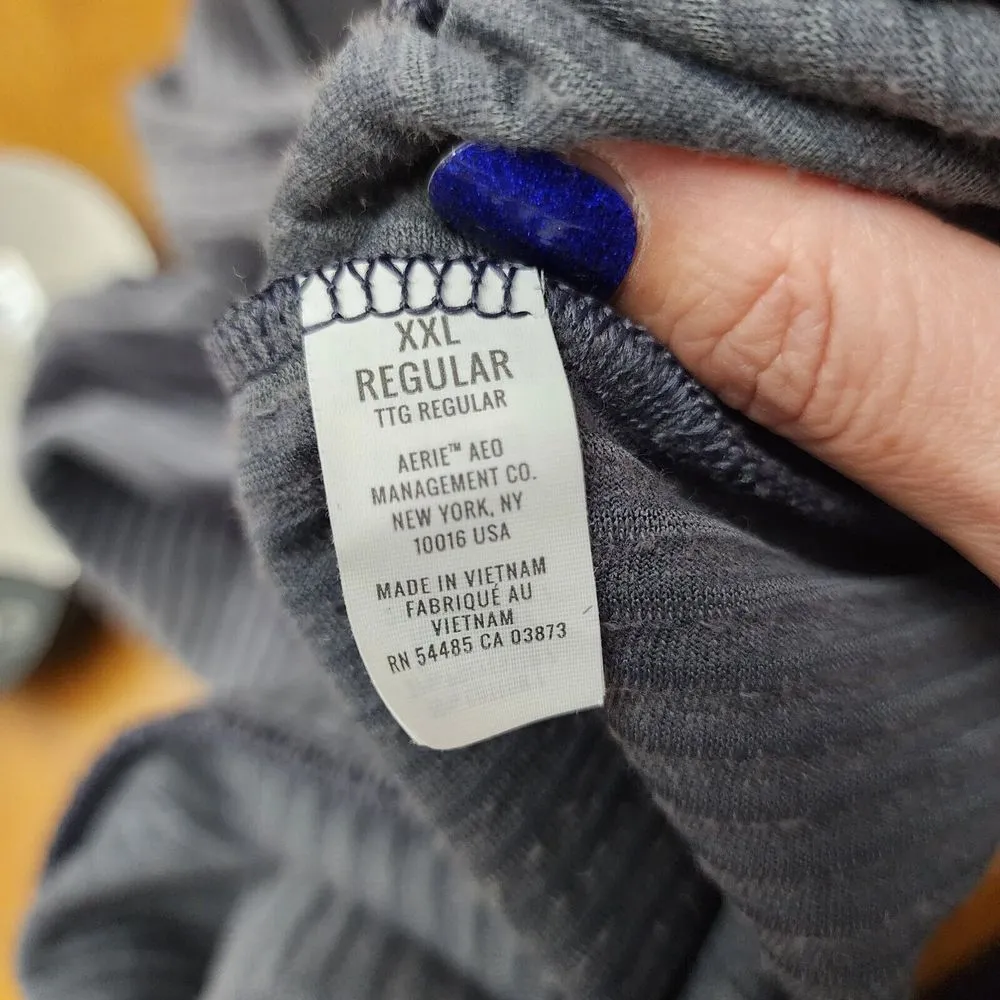 XXL
REGULAR
TTG REGULAR
AERIE™ AEO
MANAGEMENT CO.
NEW YORK, NY
10016 USA
MADE IN VIETNAM
FABRIQUÉ AU
VIETNAM
RN 54485 CA 03873